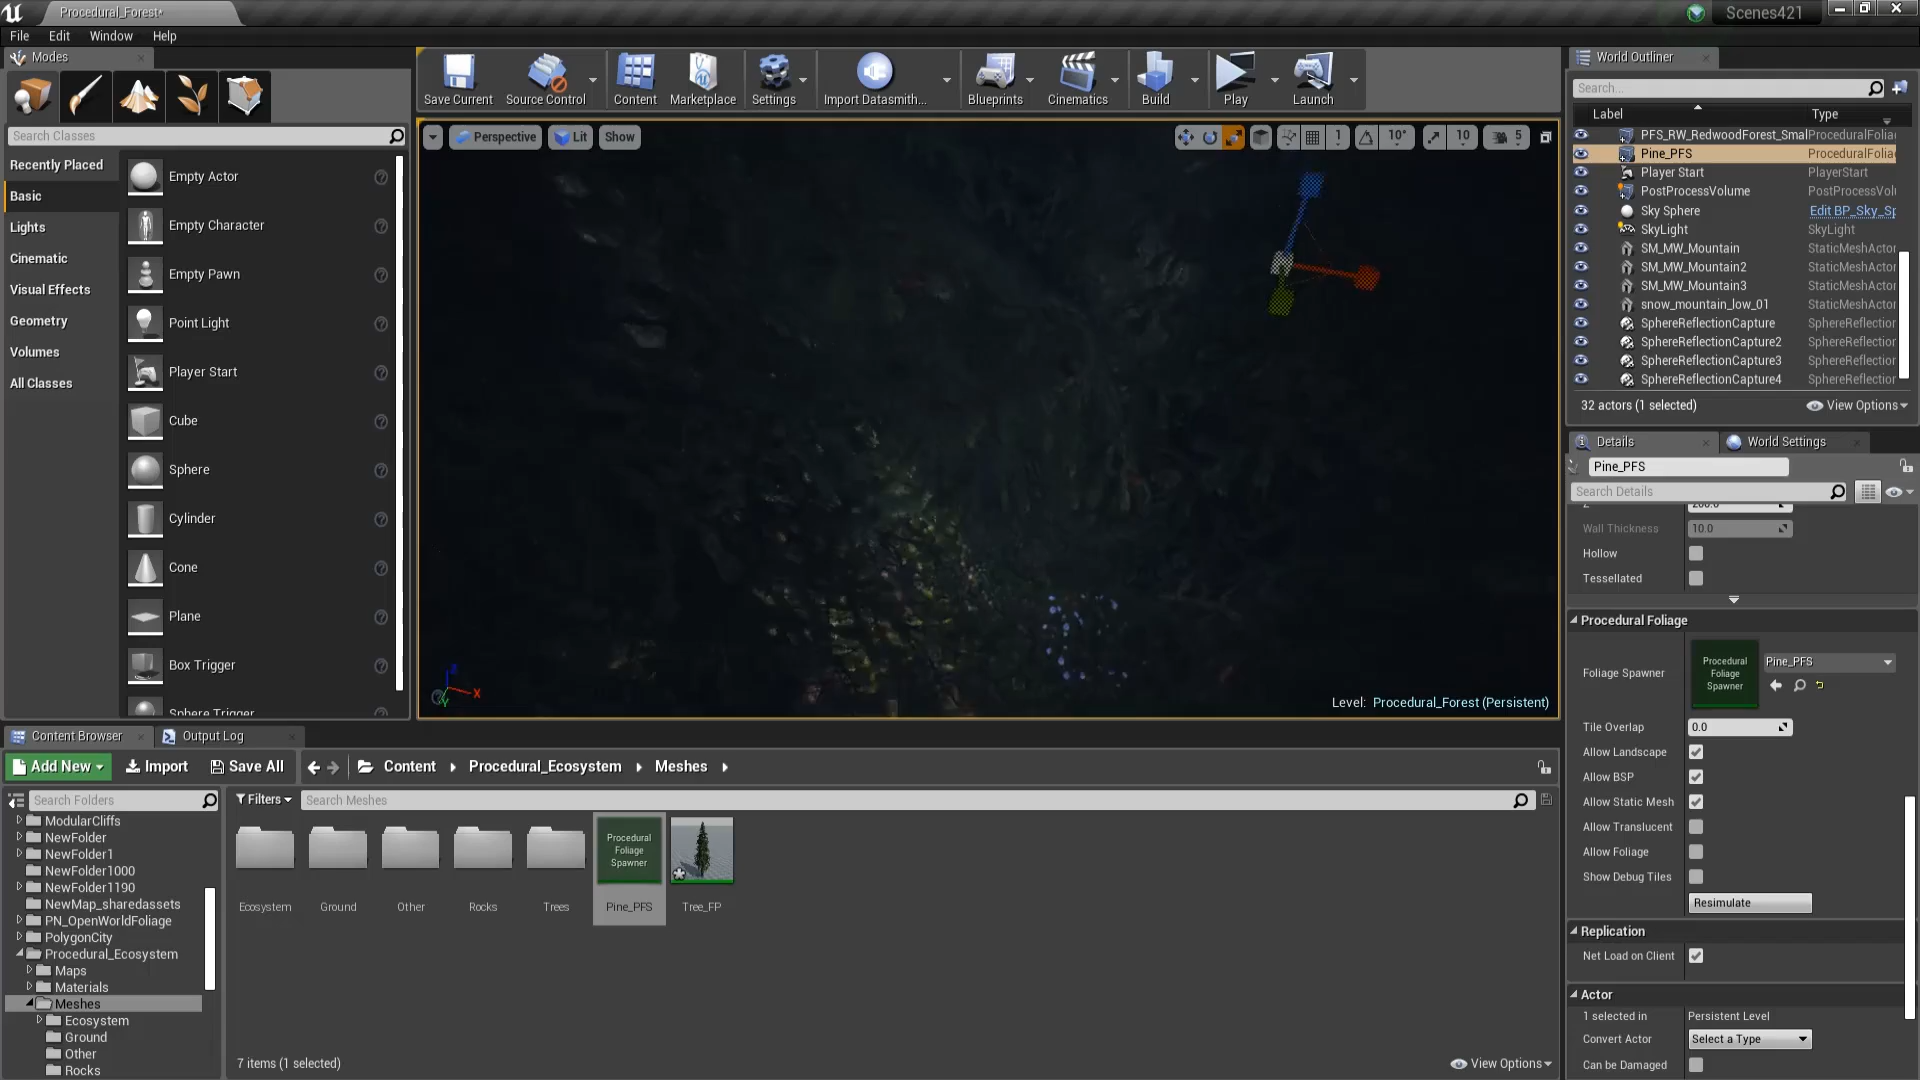 Procedural_Forest*
Scenes421
File Edit Window Help
Modes
Save Current
Source Control
Content
Marketplace
Settings
Import Datasmith...
Blueprints
Cinematics
Build
Play
Launch
Search Classes
Recently Placed
Basic
Lights
Cinematic
Visual Effects
Geometry
Volumes
All Classes
Empty Actor
Empty Character
Empty Pawn
Point Light
Player Start
Cube
Sphere
Cylinder
Cone
Plane
Box Trigger
Sphere Trigger
Perspective Lit Show
1 10° 10 5
X
Level: Procedural_Forest (Persistent)
World Outliner
Search...
Label Type
PFS_RW_RedwoodForest_Smal ProceduralFolia
Pine_PFS ProceduralFolia
Player Start PlayerStart
PostProcessVolume PostProcessVolu
Sky Sphere Edit BP_Sky_Sp
SkyLight SkyLight
SM_MW_Mountain StaticMeshActor
SM_MW_Mountain2 StaticMeshActor
SM_MW_Mountain3 StaticMeshActor
snow_mountain_low_01 StaticMeshActor
SphereReflectionCapture SphereReflection
SphereReflectionCapture2 SphereReflection
SphereReflectionCapture3 SphereReflection
SphereReflectionCapture4 SphereReflection
32 actors (1 selected) View Options
Details World Settings
Pine_PFS
Search Details
Z 200.0
Wall Thickness 10.0
Hollow
Tessellated
Procedural Foliage
Foliage Spawner
Procedural
Foliage
Spawner
Pine_PFS
Tile Overlap 0.0
Allow Landscape
Allow BSP
Allow Static Mesh
Allow Translucent
Allow Foliage
Show Debug Tiles
Resimulate
Replication
Net Load on Client
Actor
1 selected in Persistent Level
Convert Actor Select a Type
Can be Damaged
Content Browser Output Log
Add New Import Save All Content Procedural_Ecosystem Meshes
Search Folders
Filters Search Meshes
ModularCliffs
NewFolder
NewFolder1
NewFolder1000
NewFolder1190
NewMap_sharedassets
PN_OpenWorldFoliage
PolygonCity
Procedural_Ecosystem
Maps
Materials
Meshes
Ecosystem
Ground
Other
Rocks
Procedural
Foliage
Spawner
Ecosystem Ground Other Rocks Trees Pine_PFS Tree_FP
7 items (1 selected) View Options